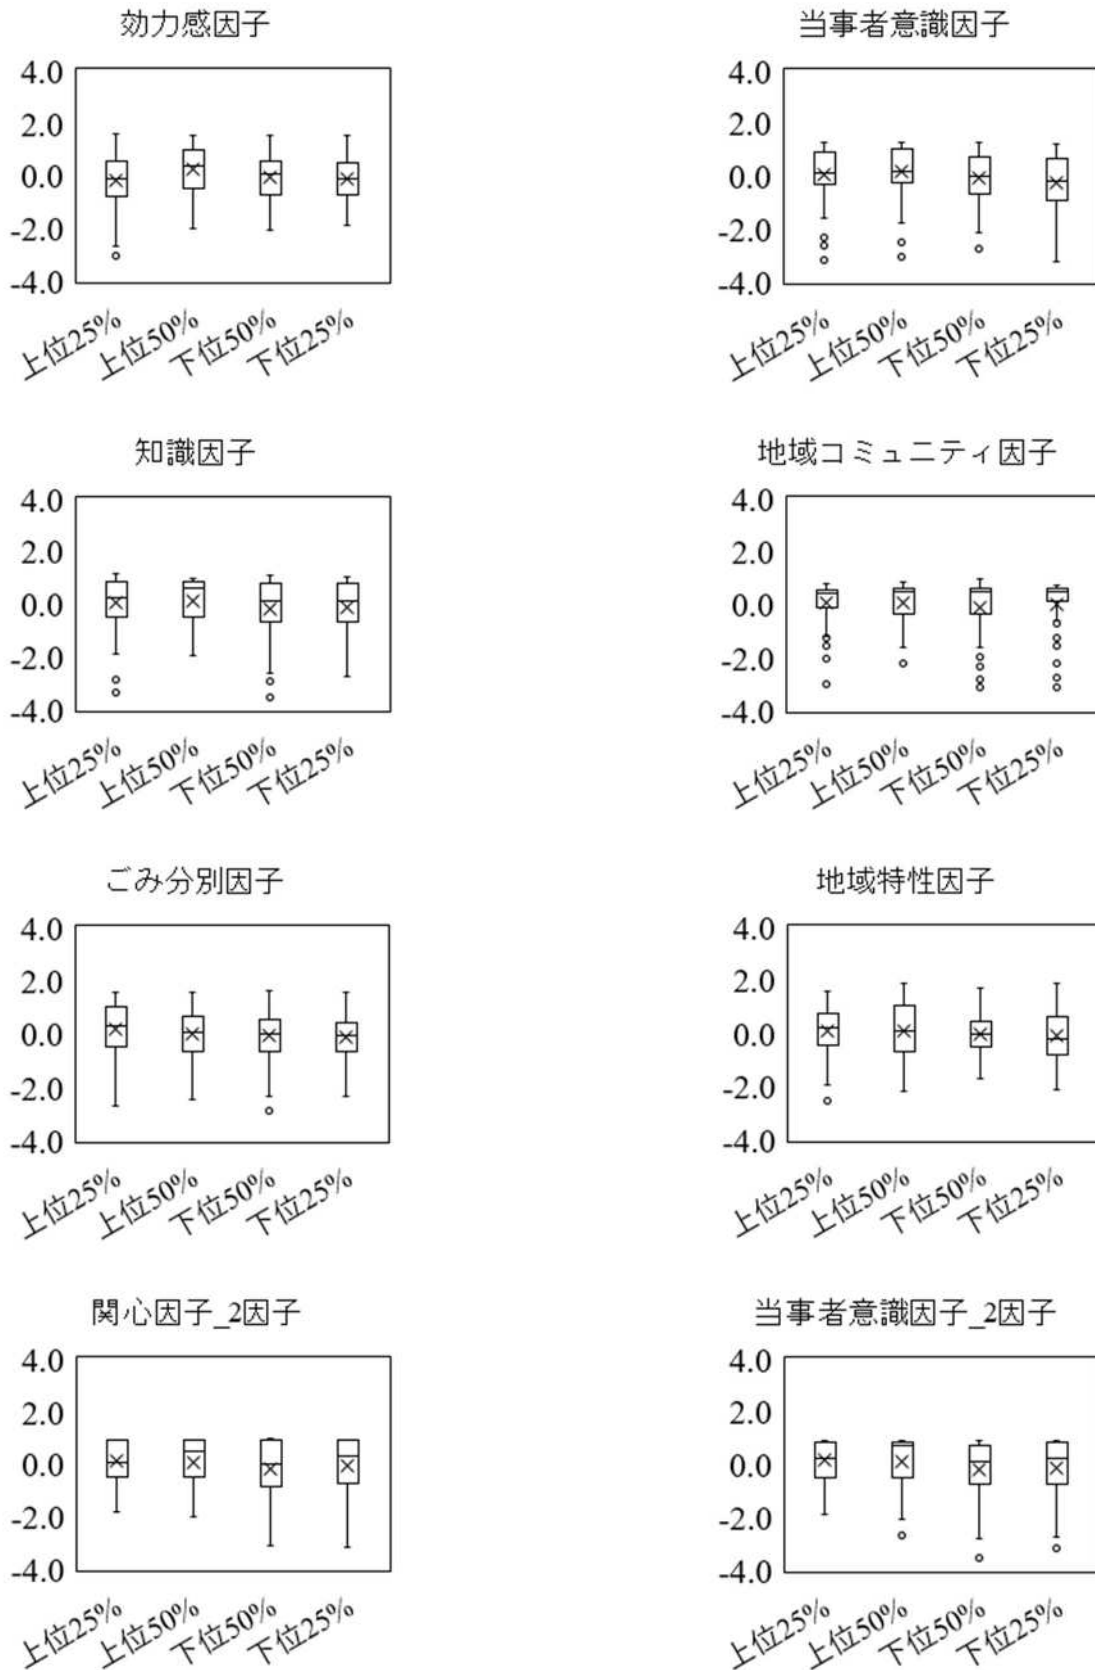 効力感因子
4.0
2.0
0.0
-2.0
-4.0
上位25%
上位50%
下位50%
下位25%
当事者意識因子
4.0
2.0
0.0
-2.0
-4.0
上位25%
上位50%
下位50%
下位25%
知識因子
4.0
2.0
0.0
-2.0
-4.0
上位25%
上位50%
下位50%
下位25%
地域コミュニティ因子
4.0
2.0
0.0
-2.0
-4.0
上位25%
上位50%
下位50%
下位25%
ごみ分別因子
4.0
2.0
0.0
-2.0
-4.0
上位25%
上位50%
下位50%
下位25%
地域特性因子
4.0
2.0
0.0
-2.0
-4.0
上位25%
上位50%
下位50%
下位25%
関心因子_2因子
4.0
2.0
0.0
-2.0
-4.0
上位25%
上位50%
下位50%
下位25%
当事者意識因子_2因子
4.0
2.0
0.0
-2.0
-4.0
上位25%
上位50%
下位50%
下位25%